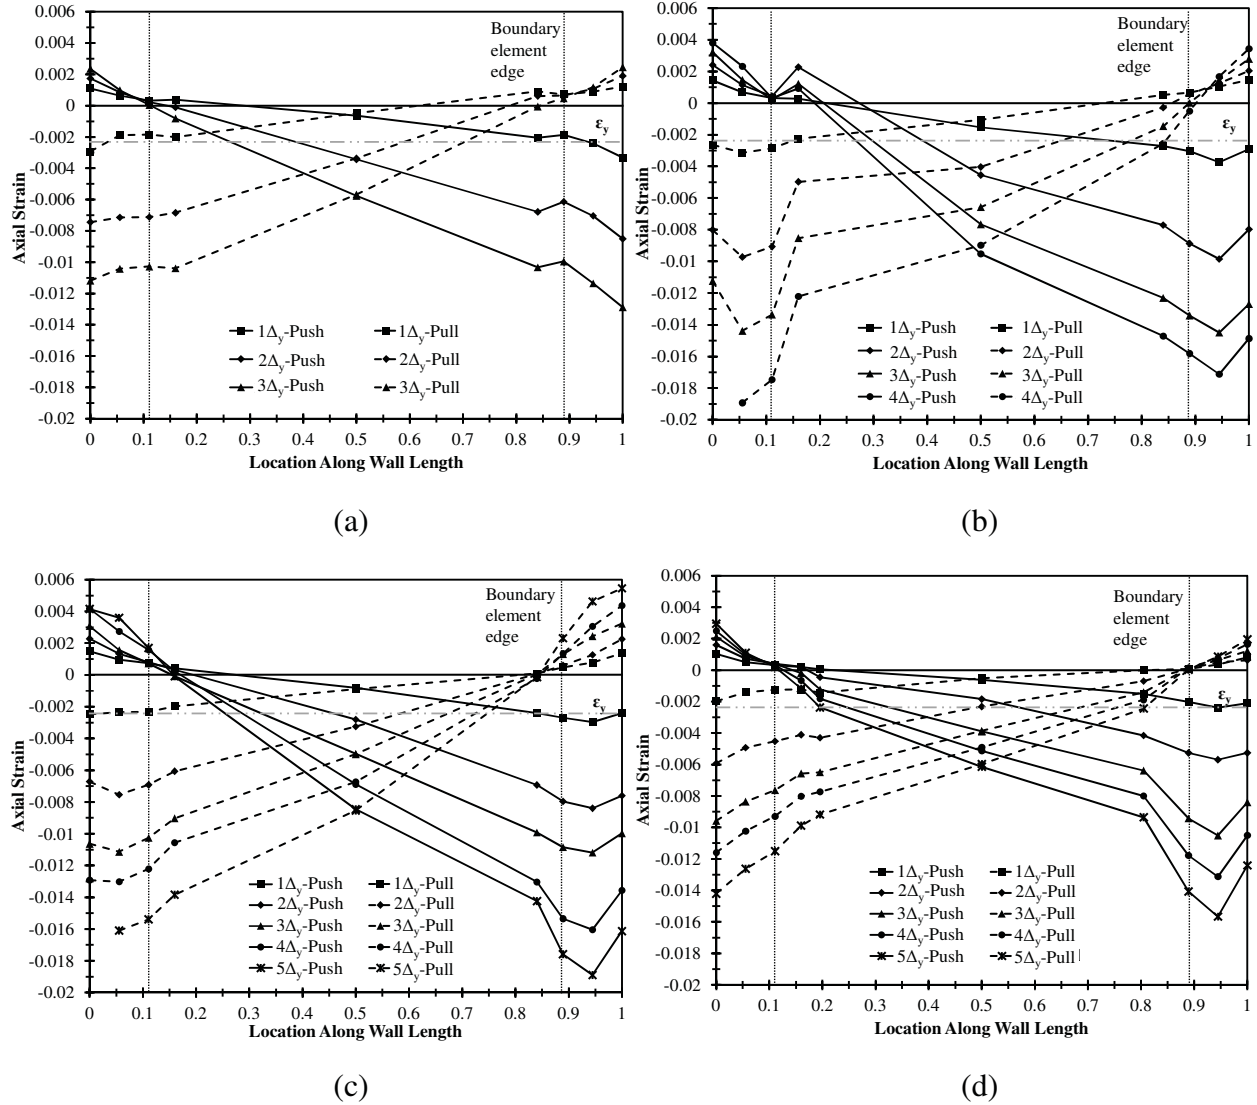 0.006
0.004
0.002
0
-0.002
-0.004
-0.006
-0.008
-0.01
-0.012
-0.014
-0.016
-0.018
-0.02
Axial Strain
Boundary
element
edge
εy
1Δy-Push 1Δy-Pull
2Δy-Push 2Δy-Pull
3Δy-Push 3Δy-Pull
0 0.1 0.2 0.3 0.4 0.5 0.6 0.7 0.8 0.9 1
Location Along Wall Length
(a)
0.006
0.004
0.002
0
-0.002
-0.004
-0.006
-0.008
-0.01
-0.012
-0.014
-0.016
-0.018
-0.02
Axial Strain
Boundary
element
edge
εy
1Δy-Push 1Δy-Pull
2Δy-Push 2Δy-Pull
3Δy-Push 3Δy-Pull
4Δy-Push 4Δy-Pull
0 0.1 0.2 0.3 0.4 0.5 0.6 0.7 0.8 0.9 1
Location Along Wall Length
(b)
0.006
0.004
0.002
0
-0.002
-0.004
-0.006
-0.008
-0.01
-0.012
-0.014
-0.016
-0.018
-0.02
Axial Strain
Boundary
element
edge
εy
1Δy-Push 1Δy-Pull
2Δy-Push 2Δy-Pull
3Δy-Push 3Δy-Pull
4Δy-Push 4Δy-Pull
5Δy-Push 5Δy-Pull
0 0.1 0.2 0.3 0.4 0.5 0.6 0.7 0.8 0.9 1
Location Along Wall Length
(c)
0.006
0.004
0.002
0
-0.002
-0.004
-0.006
-0.008
-0.01
-0.012
-0.014
-0.016
-0.018
-0.02
Axial Strain
Boundary
element
edge
εy
1Δy-Push 1Δy-Pull
2Δy-Push 2Δy-Pull
3Δy-Push 3Δy-Pull
4Δy-Push 4Δy-Pull
5Δy-Push 5Δy-Pull
0 0.1 0.2 0.3 0.4 0.5 0.6 0.7 0.8 0.9 1
Location Along Wall Length
(d)